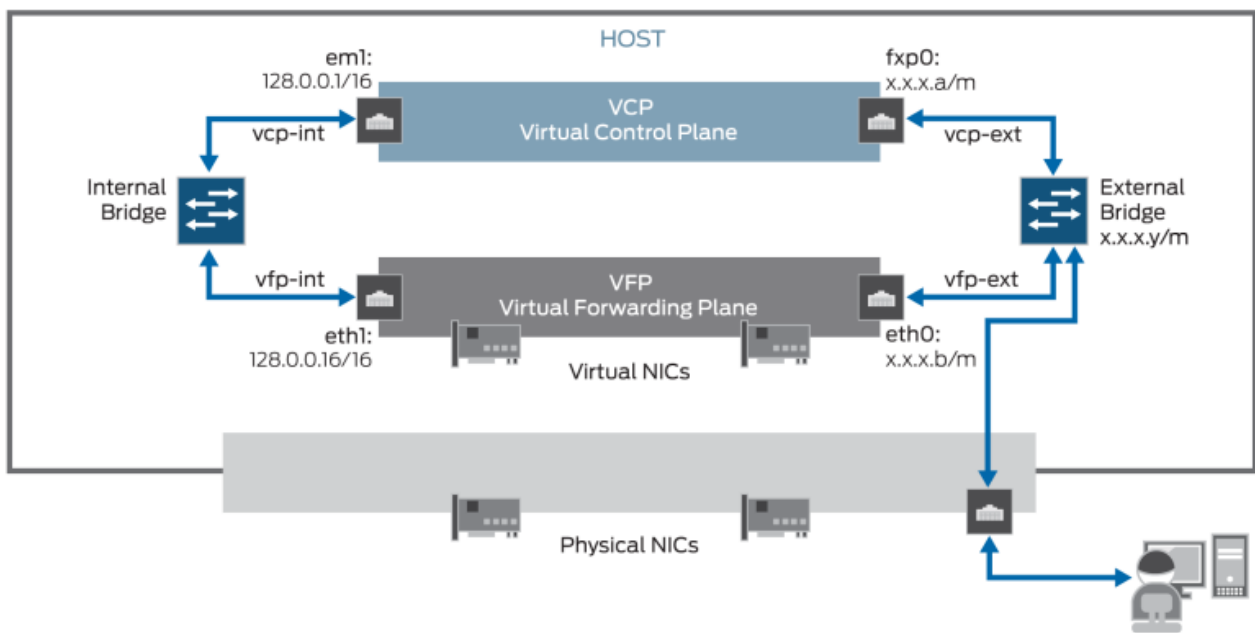 HOST
em1:
128.0.0.1/16
fxp0:
x.x.x.a/m
VCP
Virtual Control Plane
vcp-int
vcp-ext
Internal
Bridge
External
Bridge
x.x.x.y/m
vfp-int
VFP
Virtual Forwarding Plane
vfp-ext
eth1:
128.0.0.16/16
eth0:
x.x.x.b/m
Virtual NICs
Physical NICs